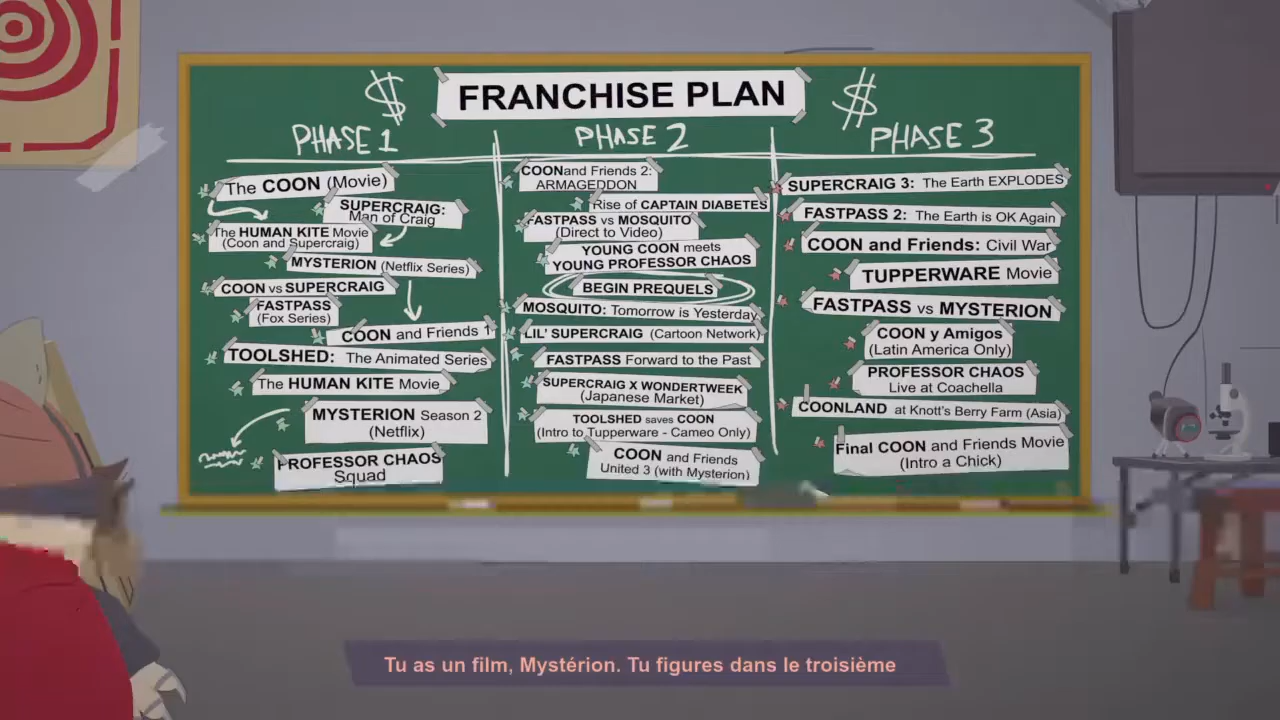 $ FRANCHISE PLAN $
PHASE 1
The COON (Movie)
SUPERCRAIG:
Man of Craig
The HUMAN KITE Movie
(Coon and Supercraig)
MYSTERION (Netflix Series)
COON vs SUPERCRAIG
FASTPASS
(Fox Series)
COON and Friends 1
TOOLSHED: The Animated Series
The HUMAN KITE Movie
MYSTERION Season 2
(Netflix)
PROFESSOR CHAOS
Squad
PHASE 2
COONand Friends 2:
ARMAGEDDON
Rise of CAPTAIN DIABETES
FASTPASS vs MOSQUITO
(Direct to Video)
YOUNG COON meets
YOUNG PROFESSOR CHAOS
BEGIN PREQUELS
MOSQUITO: Tomorrow is Yesterday
LIL' SUPERCRAIG (Cartoon Network)
FASTPASS Forward to the Past
SUPERCRAIG X WONDERTWEEK
(Japanese Market)
TOOLSHED saves COON
(Intro to Tupperware - Cameo Only)
COON and Friends
United 3 (with Mysterion)
PHASE 3
SUPERCRAIG 3: The Earth EXPLODES
FASTPASS 2: The Earth is OK Again
COON and Friends: Civil War
TUPPERWARE Movie
FASTPASS vs MYSTERION
COON y Amigos
(Latin America Only)
PROFESSOR CHAOS
Live at Coachella
COONLAND at Knott's Berry Farm (Asia)
Final COON and Friends Movie
(Intro a Chick)
Tu as un film, Mystérion. Tu figures dans le troisième